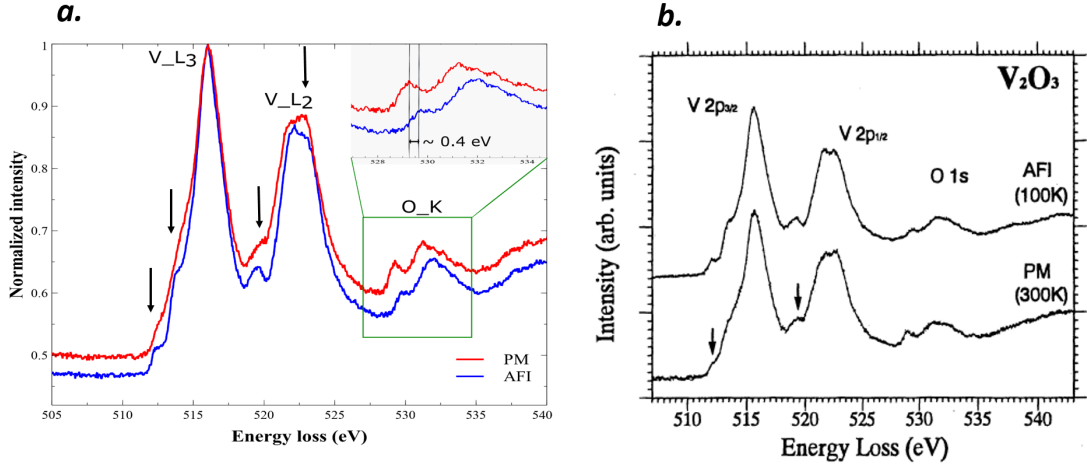 a.
V_L3
V_L2
~ 0.4 eV
528 530 532 534
O_K
PM
AFI
Normalized intensity
1
0.9
0.8
0.7
0.6
0.5
505 510 515 520 525 530 535 540
Energy loss (eV)
b.
V₂O₃
V 2p₃/₂
V 2p₁/₂
O 1s
AFI
(100K)
PM
(300K)
Intensity (arb. units)
510 515 520 525 530 535 540
Energy Loss (eV)